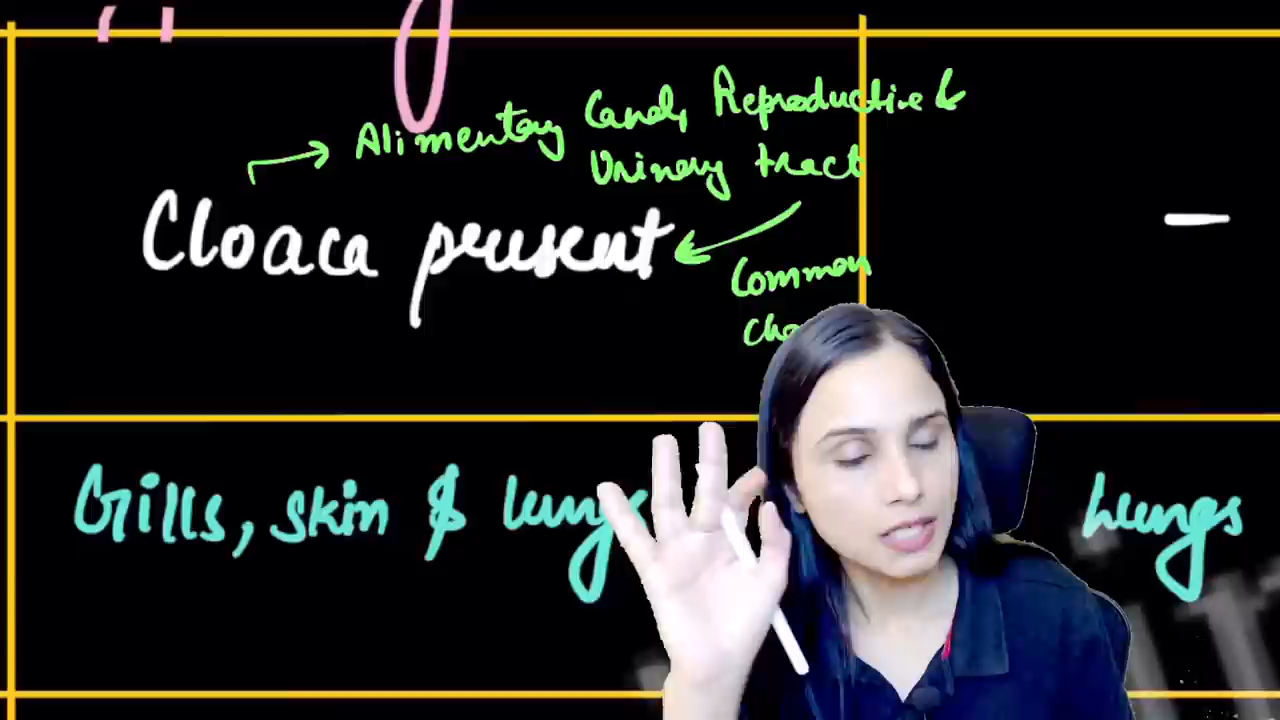 Alimentary Canal, Reproductive &
Urinary tract
Cloaca present
—
Common
Gills, skin & lungs
Lungs